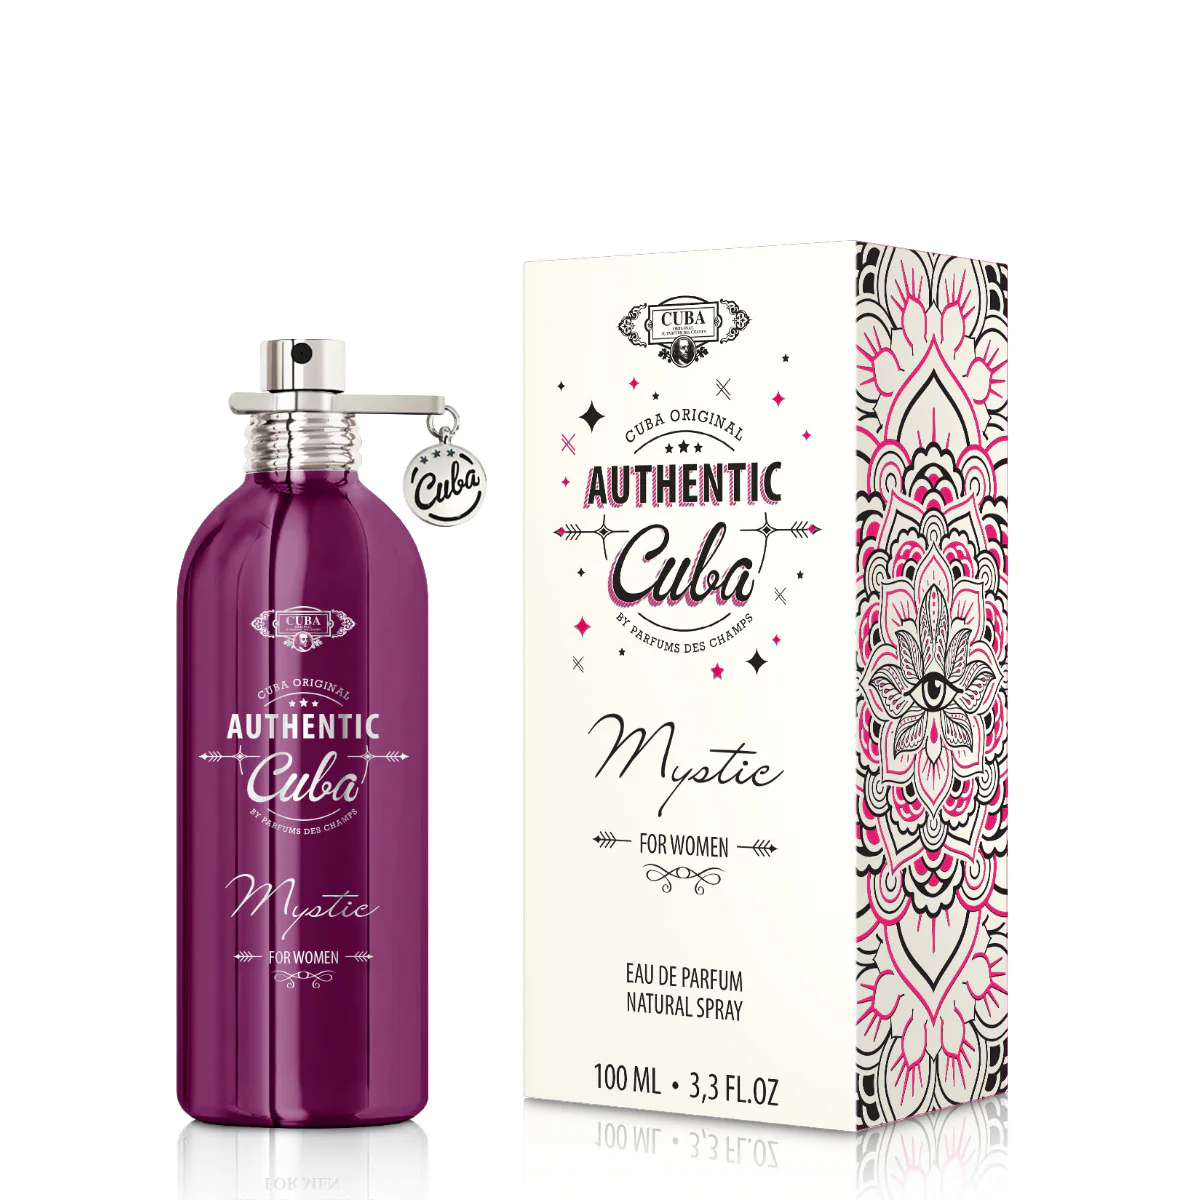 CUBA
ORIGINAL
CUBA ORIGINAL
AUTHENTIC
Cuba
BY PARFUMS DES CHAMPS
Mystic
FOR WOMEN
EAU DE PARFUM
NATURAL SPRAY
100 ML • 3,3 FL.OZ
Cuba
CUBA
CUBA ORIGINAL
AUTHENTIC
Cuba
BY PARFUMS DES CHAMPS
Mystic
FOR WOMEN